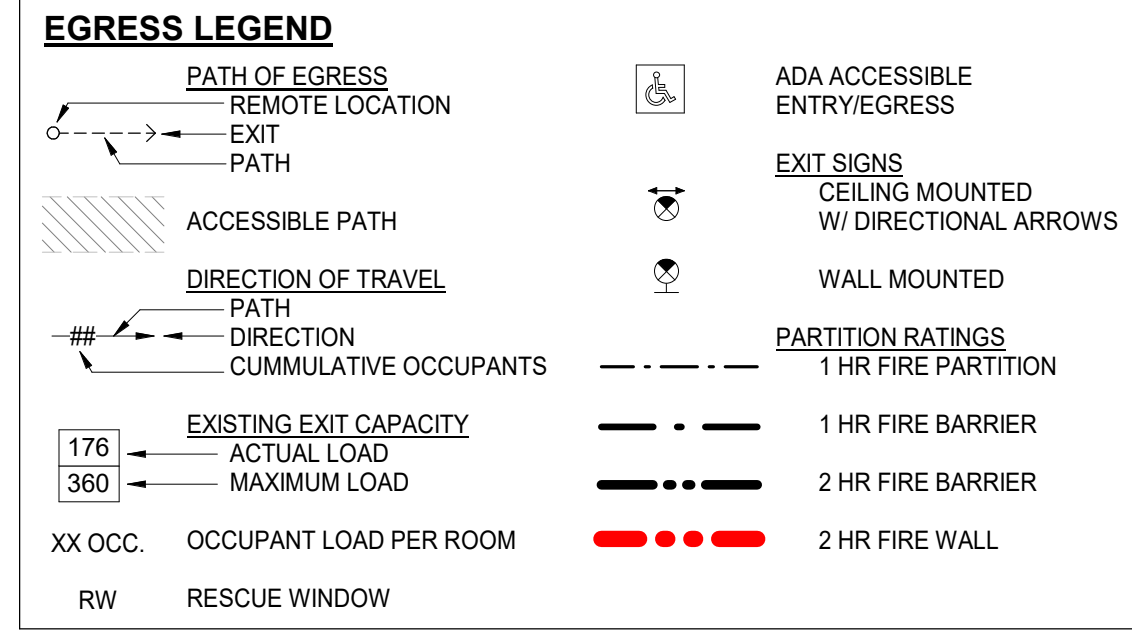 EGRESS LEGEND
PATH OF EGRESS
REMOTE LOCATION
EXIT
PATH
ACCESSIBLE PATH
DIRECTION OF TRAVEL
PATH
##
DIRECTION
CUMMULATIVE OCCUPANTS
EXISTING EXIT CAPACITY
176
ACTUAL LOAD
360
MAXIMUM LOAD
XX OCC.
OCCUPANT LOAD PER ROOM
RW
RESCUE WINDOW
ADA ACCESSIBLE
ENTRY/EGRESS
EXIT SIGNS
CEILING MOUNTED
W/ DIRECTIONAL ARROWS
WALL MOUNTED
PARTITION RATINGS
1 HR FIRE PARTITION
1 HR FIRE BARRIER
2 HR FIRE BARRIER
2 HR FIRE WALL